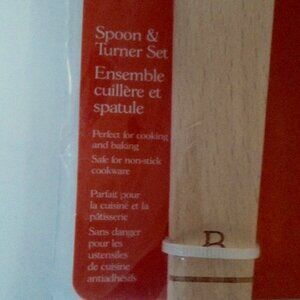 Spoon &
Turner Set
Ensemble
cuillère et
spatule
Perfect for cooking
and baking
Safe for non-stick
cookware
Parfait pour
la cuisine et la
pâtisserie
Sans danger
pour les
ustensiles
de cuisine
antiadhésifs